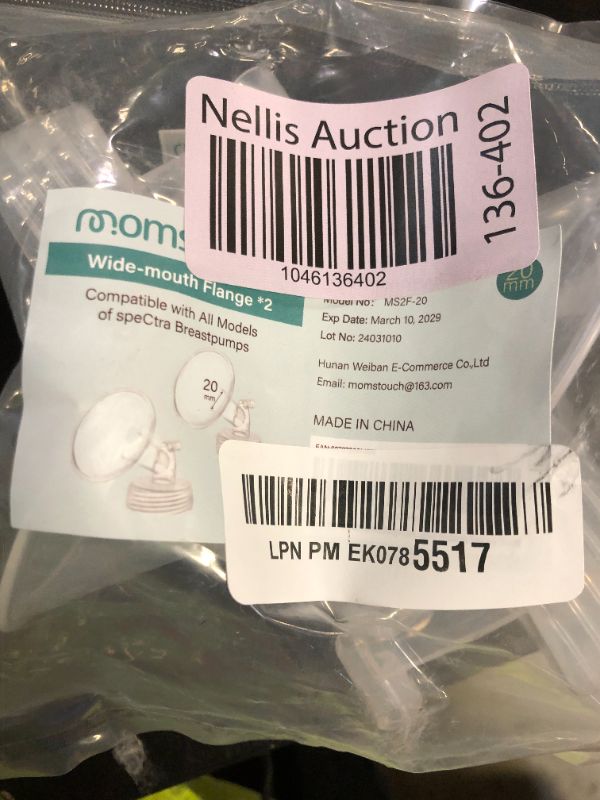 Nellis Auction
136-402
1046136402
Wide-mouth Flange *2
Compatible with All Models
of speCtra Breastpumps
20
mm
20
mm
Model No: MS2F-20
Exp Date: March 10, 2029
Lot No: 24031010
Hunan Weiban E-Commerce Co.,Ltd
Email: momstouch@163.com
MADE IN CHINA
LPN PM EK0785517